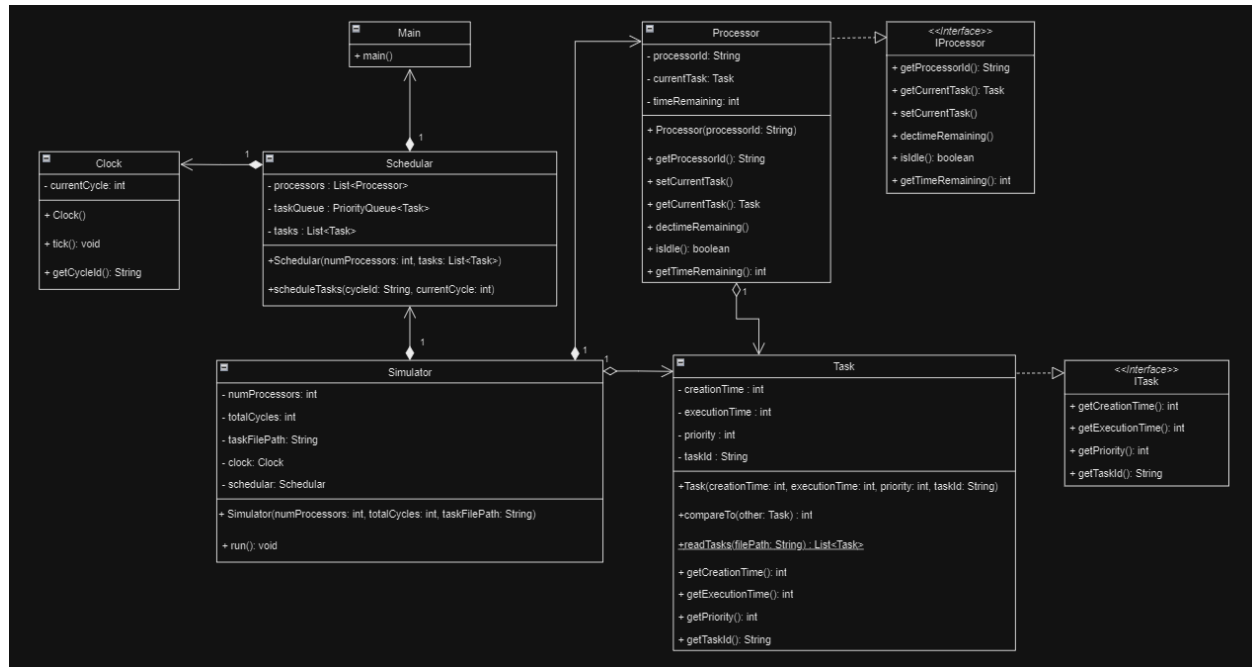 Main
+ main()
Processor
- processorId: String
- currentTask: Task
- timeRemaining: int
+ Processor(processorId: String)
+ getProcessorId(): String
+ setCurrentTask()
+ getCurrentTask(): Task
+ dectimeRemaining()
+ isIdle(): boolean
+ getTimeRemaining(): int
1
<<Interface>>
IProcessor
+ getProcessorId(): String
+ getCurrentTask(): Task
+ setCurrentTask()
+ dectimeRemaining()
+ isIdle(): boolean
+ getTimeRemaining(): int
1
1
Clock
- currentCycle: int
+ Clock()
+ tick(): void
+ getCycleId(): String
Schedular
- processors : List<Processor>
- taskQueue : PriorityQueue<Task>
- tasks : List<Task>
+Schedular(numProcessors: int, tasks: List<Task>)
+scheduleTasks(cycleId: String, currentCycle: int)
1
1
1
Simulator
- numProcessors: int
- totalCycles: int
- taskFilePath: String
- clock: Clock
- schedular: Schedular
+ Simulator(numProcessors: int, totalCycles: int, taskFilePath: String)
+ run(): void
Task
- creationTime : int
- executionTime : int
- priority : int
- taskId : String
+Task(creationTime: int, executionTime: int, priority: int, taskId: String)
+compareTo(other: Task) : int
+readTasks(filePath: String) : List<Task>
+ getCreationTime(): int
+ getExecutionTime(): int
+ getPriority(): int
+ getTaskId(): String
<<Interface>>
ITask
+ getCreationTime(): int
+ getExecutionTime(): int
+ getPriority(): int
+ getTaskId(): String